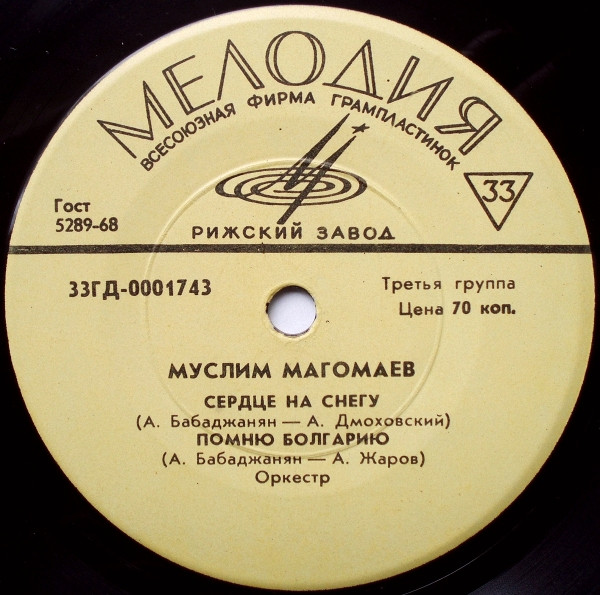 МЕЛОДИЯ
ВСЕСОЮЗНАЯ ФИРМА ГРАМПЛАСТИНОК
33
Гост
5289-68
РИЖСКИЙ ЗАВОД
33ГД-0001743
Третья группа
Цена 70 коп.
МУСЛИМ МАГОМАЕВ
СЕРДЦЕ НА СНЕГУ
(А. Бабаджанян — А. Дмоховский)
ПОМНЮ БОЛГАРИЮ
(А. Бабаджанян — А. Жаров)
Оркестр